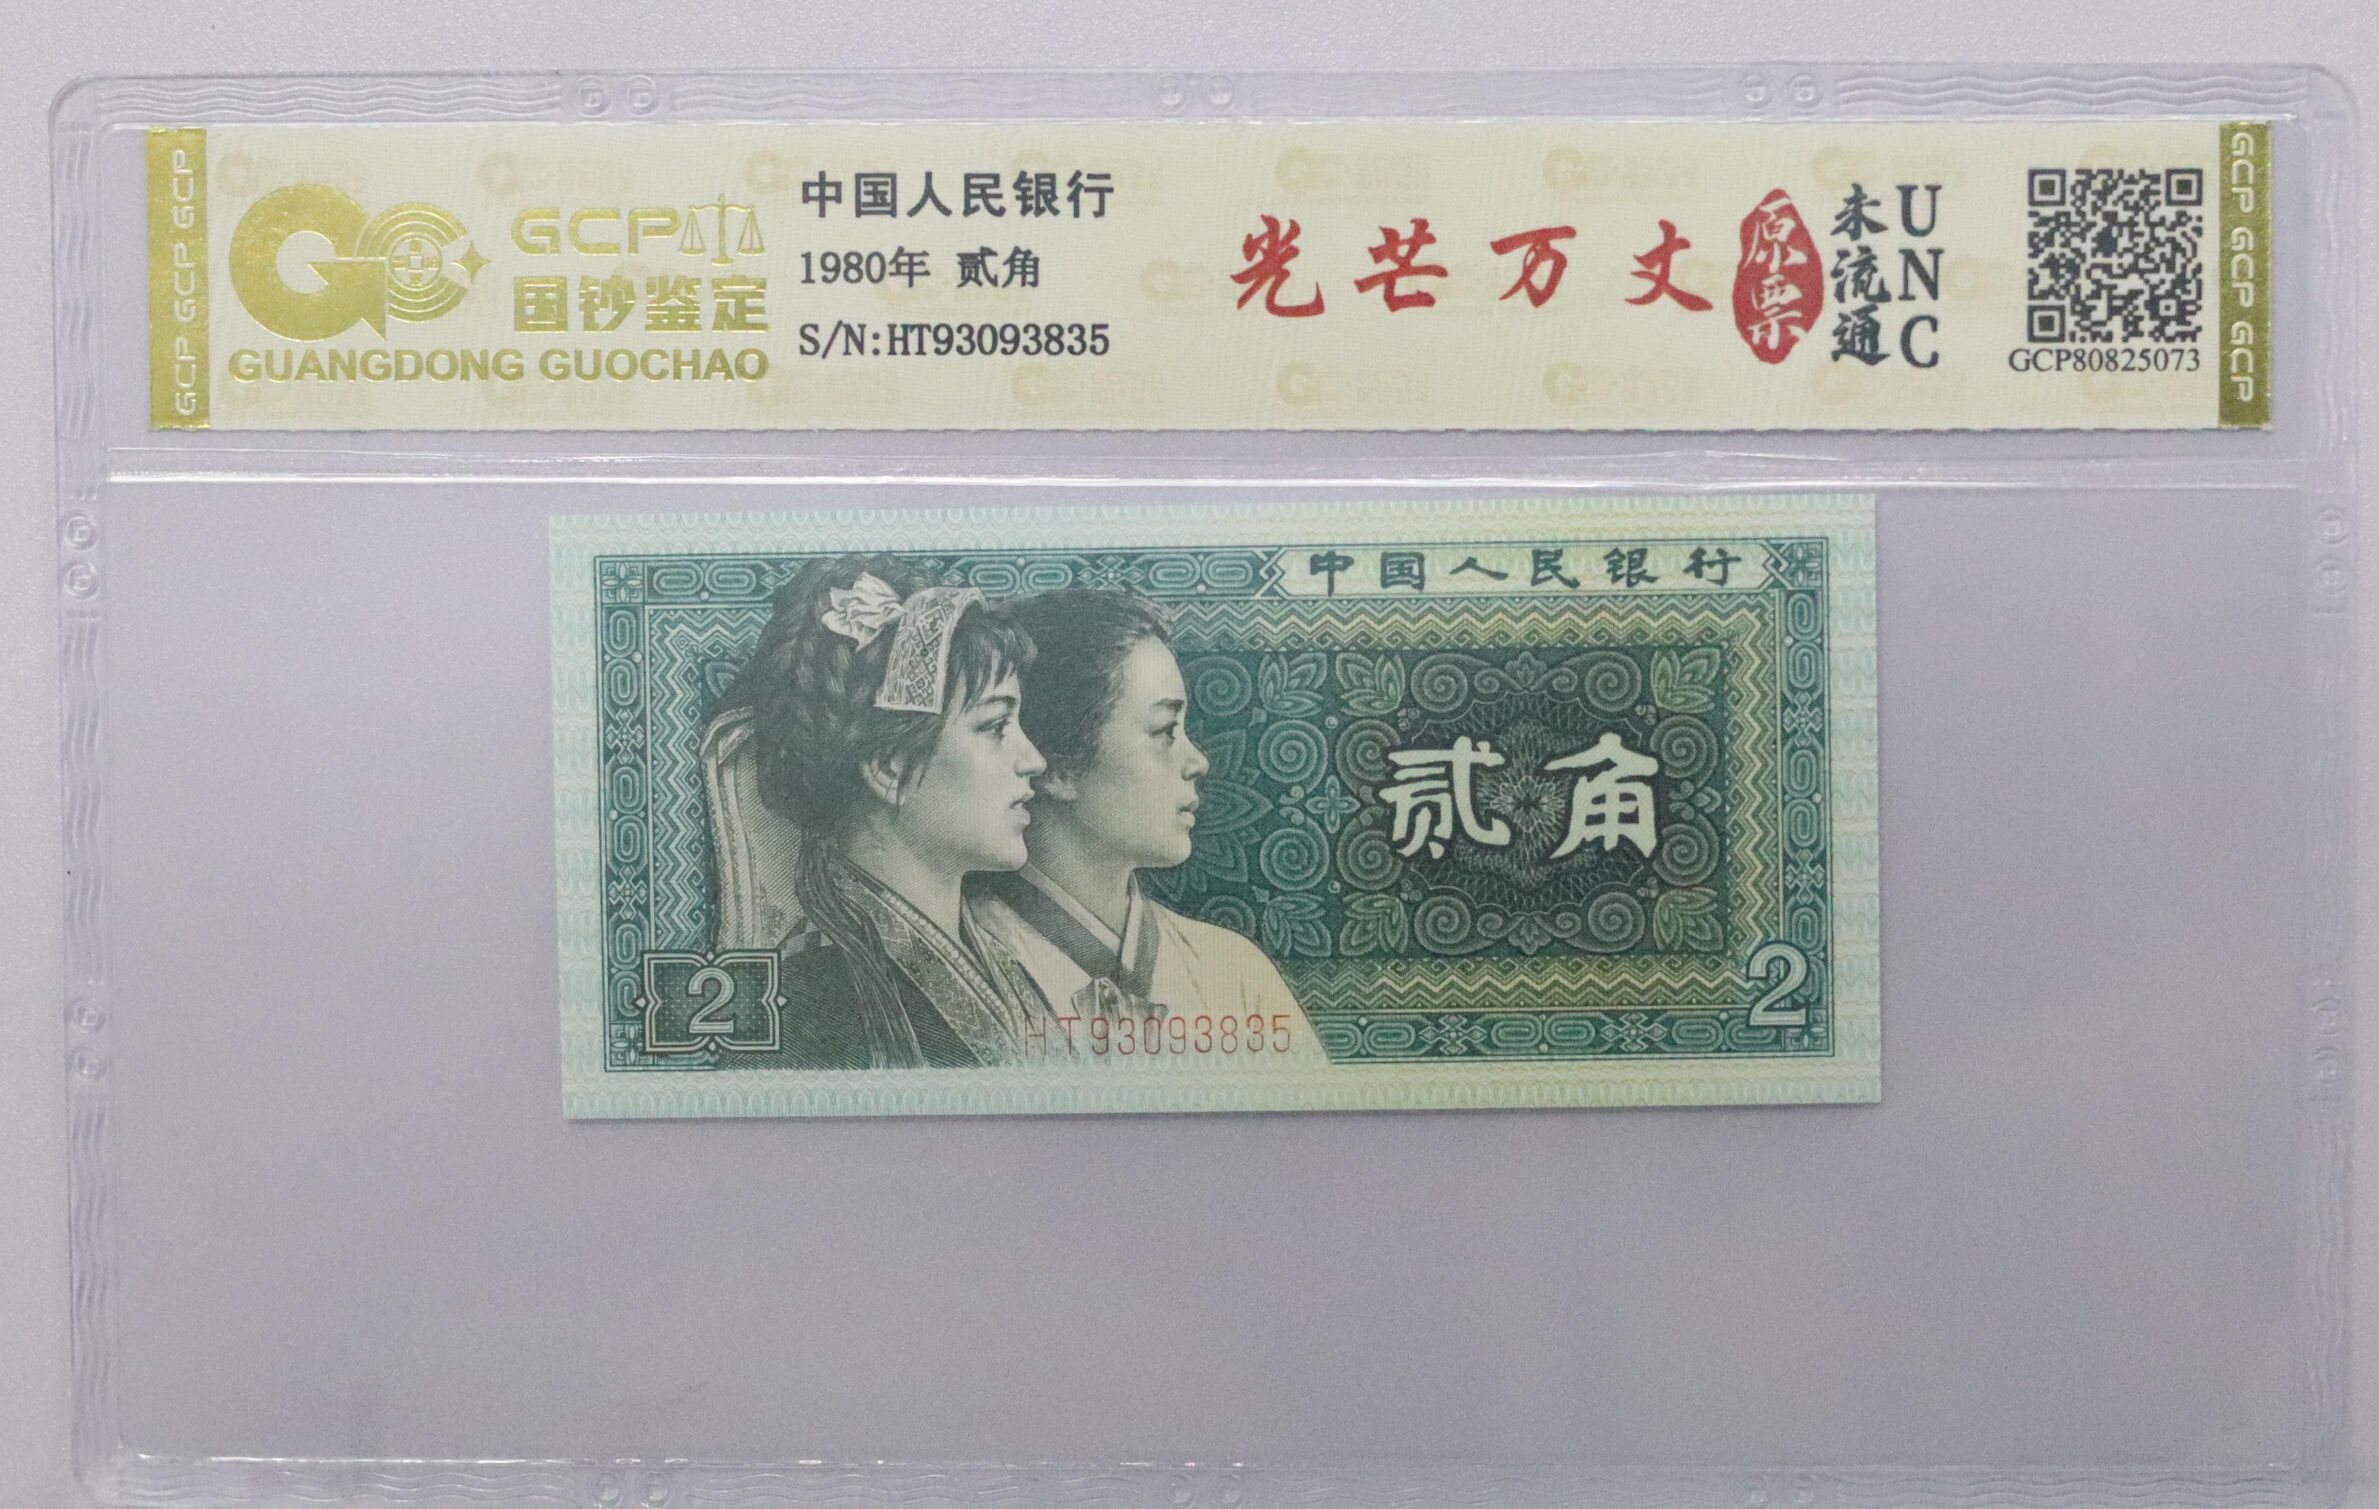 GCP GCP GCP
GCP
国钞鉴定
GUANGDONG GUOCHAO
中国人民银行
1980年 贰角
S/N:HT93093835
光芒万丈
原票
未流通
UNC
GCP80825073
GCP GCP GCP
中国人民银行
贰角
2
2
HT93093835